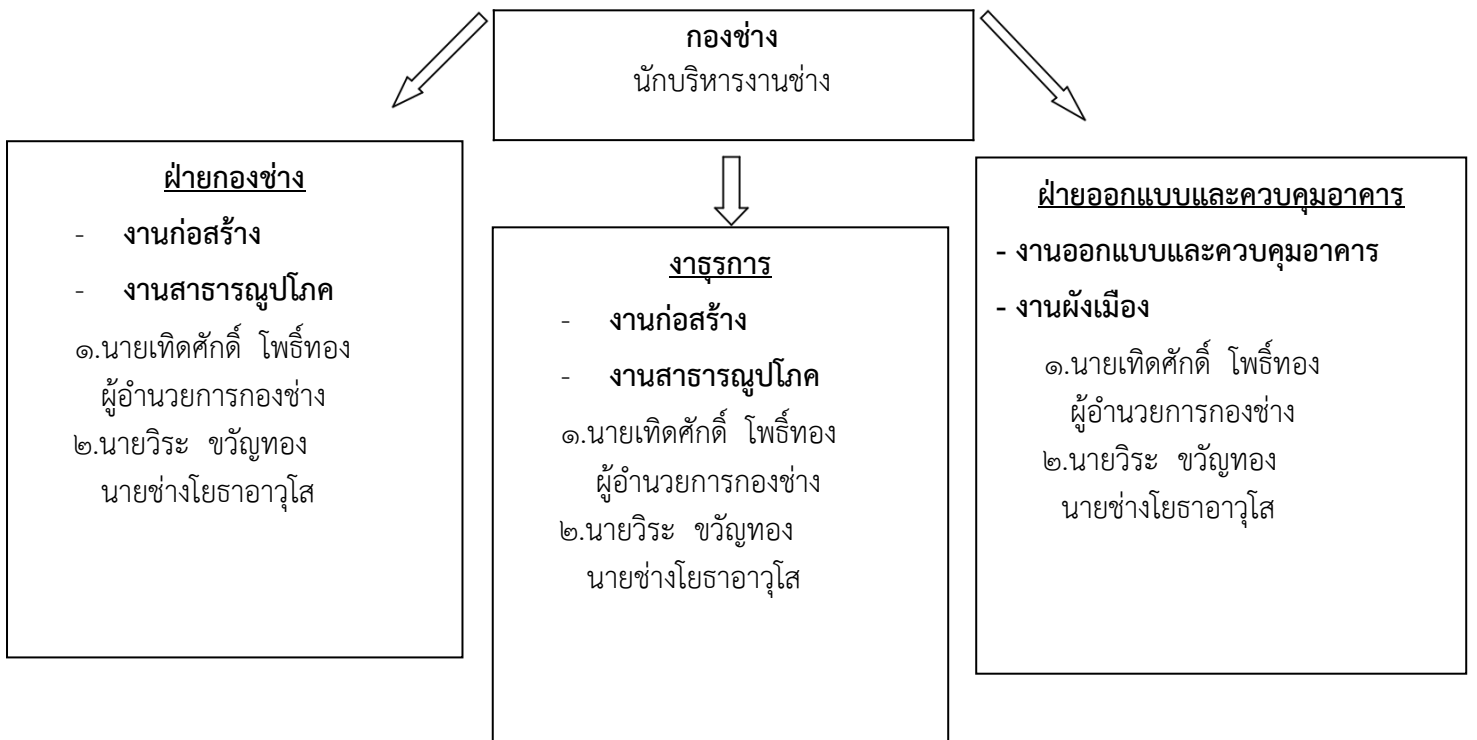 กองช่าง
นักบริหารงานช่าง
ฝ่ายกองช่าง
- งานก่อสร้าง
- งานสาธารณูปโภค
๑.นายเทิดศักดิ์ โพธิ์ทอง
ผู้อำนวยการกองช่าง
๒.นายวิระ ขวัญทอง
นายช่างโยธาอาวุโส
งาธุรการ
- งานก่อสร้าง
- งานสาธารณูปโภค
๑.นายเทิดศักดิ์ โพธิ์ทอง
ผู้อำนวยการกองช่าง
๒.นายวิระ ขวัญทอง
นายช่างโยธาอาวุโส
ฝ่ายออกแบบและควบคุมอาคาร
- งานออกแบบและควบคุมอาคาร
- งานผังเมือง
๑.นายเทิดศักดิ์ โพธิ์ทอง
ผู้อำนวยการกองช่าง
๒.นายวิระ ขวัญทอง
นายช่างโยธาอาวุโส